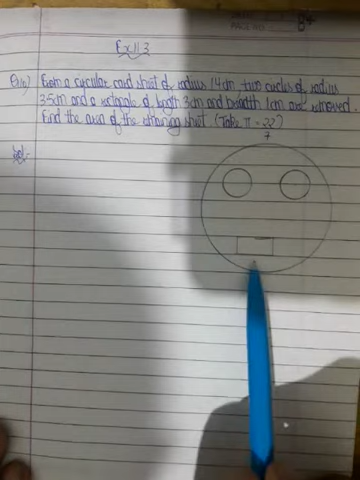 Ex 11.3
Q.10) From a circular card sheet of radius 14cm two circles of radius
3.5cm and a rectangle of length 3cm and breadth 1cm are removed.
Find the area of the remaining sheet. (Take π = 22/7)
Sol.